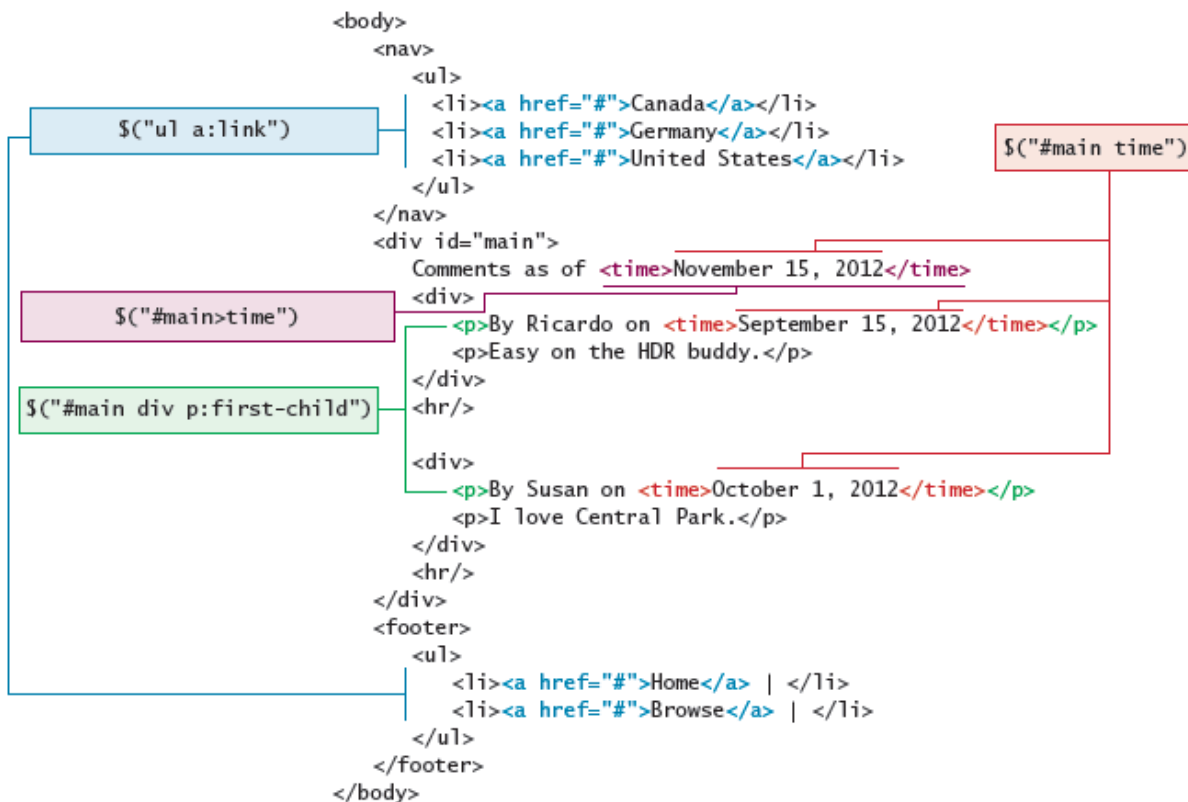 <body>
<nav>
<ul>
<li><a href="#">Canada</a></li>
$("ul a:link")
<li><a href="#">Germany</a></li>
<li><a href="#">United States</a></li>
$("#main time")
</ul>
</nav>
<div id="main">
Comments as of <time>November 15, 2012</time>
<div>
$("#main>time")
<p>By Ricardo on <time>September 15, 2012</time></p>
<p>Easy on the HDR buddy.</p>
</div>
$("#main div p:first-child")
<hr/>
<div>
<p>By Susan on <time>October 1, 2012</time></p>
<p>I love Central Park.</p>
</div>
<hr/>
</div>
<footer>
<ul>
<li><a href="#">Home</a> | </li>
<li><a href="#">Browse</a> | </li>
</ul>
</footer>
</body>